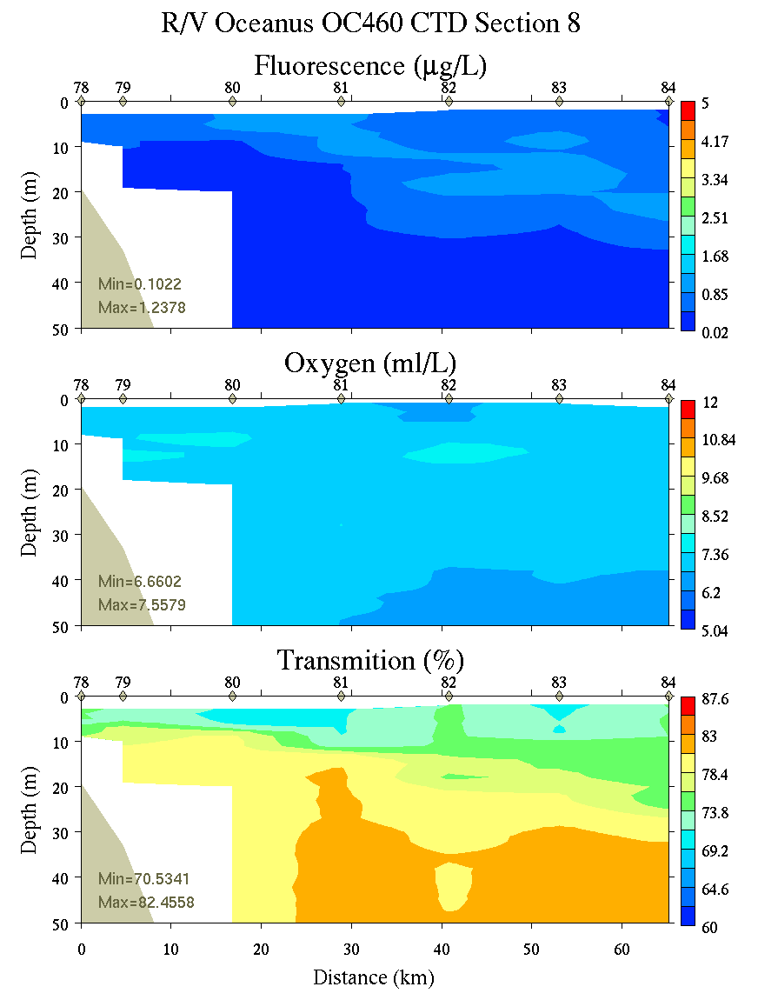 R/V Oceanus OC460 CTD Section 8
Fluorescence (μg/L)
78 79 80 81 82 83 84
0
10
20
30
40
50
Depth (m)
Min=0.1022
Max=1.2378
5
4.17
3.34
2.51
1.68
0.85
0.02
Oxygen (ml/L)
78 79 80 81 82 83 84
0
10
20
30
40
50
Depth (m)
Min=6.6602
Max=7.5579
12
10.84
9.68
8.52
7.36
6.2
5.04
Transmition (%)
78 79 80 81 82 83 84
0
10
20
30
40
50
Depth (m)
Min=70.5341
Max=82.4558
87.6
83
78.4
73.8
69.2
64.6
60
0 10 20 30 40 50 60
Distance (km)